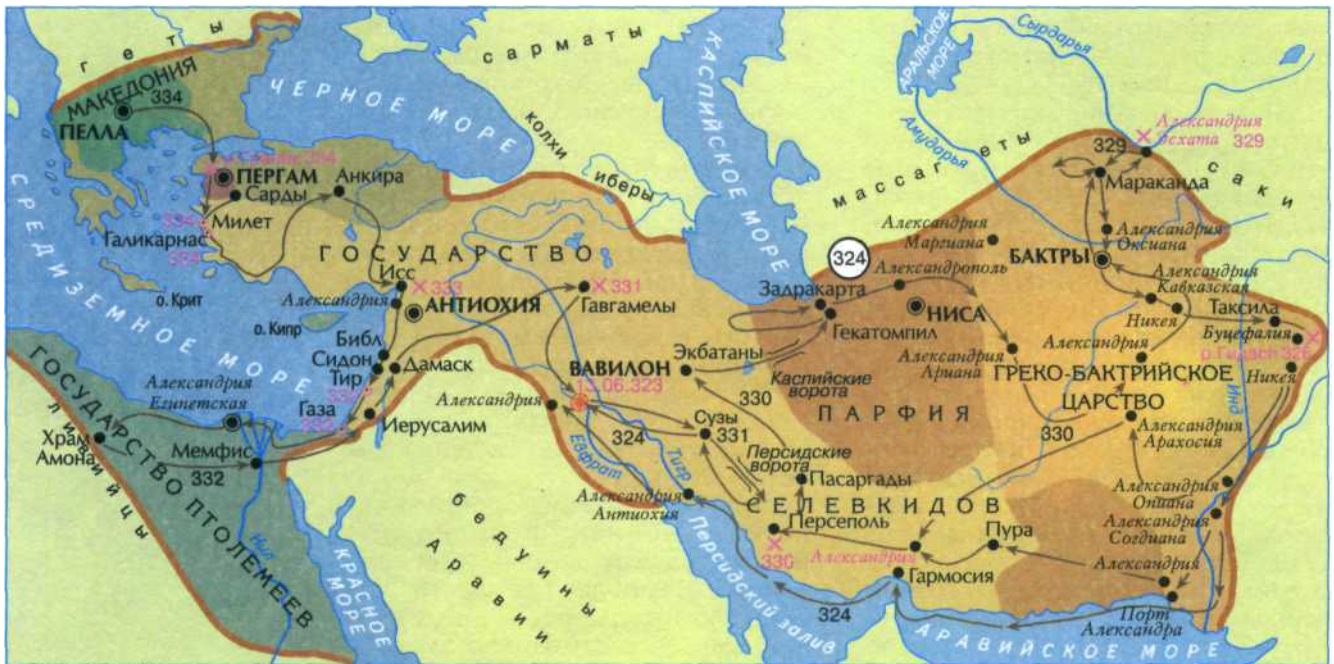 геты
сарматы
МАКЕДОНИЯ
334
ПЕЛЛА
ЧЕРНОЕ МОРЕ
КАСПИЙСКОЕ МОРЕ
АРАЛЬСКОЕ
МОРЕ
Сырдарья
Амударья
колхи
иберы
массагеты
саки
329
Александрия
Эсхата 329
Мараканда
334
ПЕРГАМ
Сарды
Анкира
334
Милет
Галикарнас
334
СРЕДИЗЕМНОЕ МОРЕ
о. Крит
о. Кипр
ГОСУДАРСТВО
Исс
333
Александрия
АНТИОХИЯ
331
Гавгамелы
324
Задракарта
Гекатомпил
Александрополь
НИСА
Александрия
Маргиана
Александрия
Оксиана
БАКТРЫ
Александрия
Кавказская
Никея
Таксила
Буцефалия
р.Гидасп 326
Никея
Библ
Сидон
Тир
332
Дамаск
Газа
332
Иерусалим
ГОСУДАРСТВО ПТОЛЕМЕЕВ
ливийцы
Александрия
Египетская
Храм
Амона
332
Мемфис
Нил
КРАСНОЕ
МОРЕ
бедуины
Аравии
Александрия
ВАВИЛОН
13.06.323
324
Евфрат
Тигр
Сузы
331
Экбатаны
330
Каспийские
ворота
ПАРФИЯ
Персидские
ворота
Пасаргады
СЕЛЕВКИДОВ
Персеполь
330
Александрия
Антиохия
Персидский залив
324
Александрия
Гармосия
Пура
Александрия
Ариана
ГРЕКО-БАКТРИЙСКОЕ
ЦАРСТВО
330
Александрия
Арахосия
Инд
Александрия
Опиана
Александрия
Согдиана
Александрия
Порт
Александра
АРАВИЙСКОЕ МОРЕ